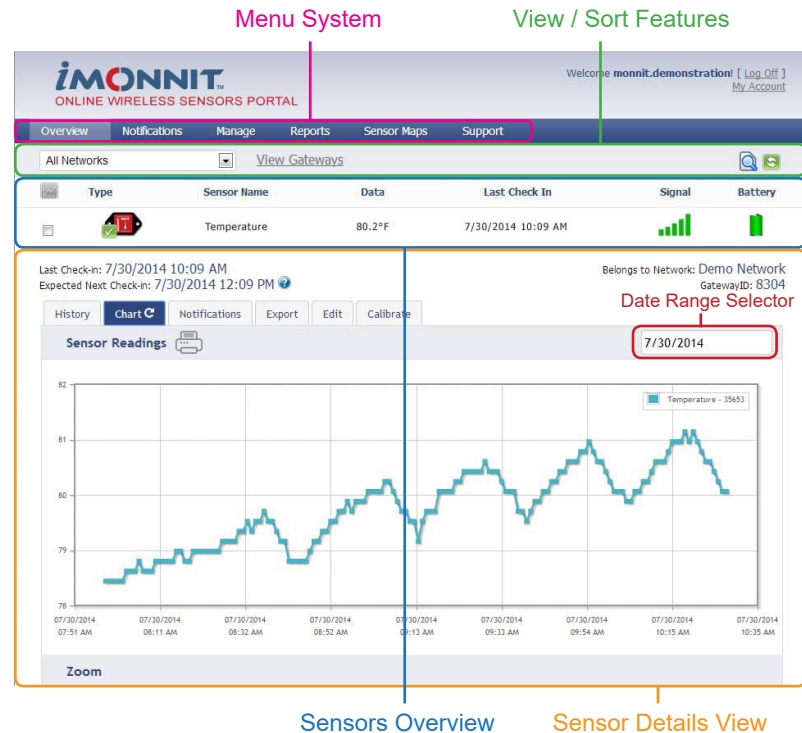 Menu System View / Sort Features
iMONNIT™
ONLINE WIRELESS SENSORS PORTAL
Welcome monnit.demonstration! [ Log Off ]
My Account
Overview Notifications Manage Reports Sensor Maps Support
All Networks View Gateways
Type Sensor Name Data Last Check In Signal Battery
Temperature 80.2°F 7/30/2014 10:09 AM
Last Check-in: 7/30/2014 10:09 AM Belongs to Network: Demo Network
Expected Next Check-in: 7/30/2014 12:09 PM ? GatewayID: 8304
Date Range Selector
History Chart Notifications Export Edit Calibrate
Sensor Readings 7/30/2014
82
Temperature - 35653
81
80
79
78
07/30/2014 07/30/2014 07/30/2014 07/30/2014 07/30/2014 07/30/2014 07/30/2014 07/30/2014 07/30/2014
07:51 AM 08:11 AM 08:32 AM 08:52 AM 09:13 AM 09:33 AM 09:54 AM 10:15 AM 10:35 AM
Zoom
Sensors Overview Sensor Details View